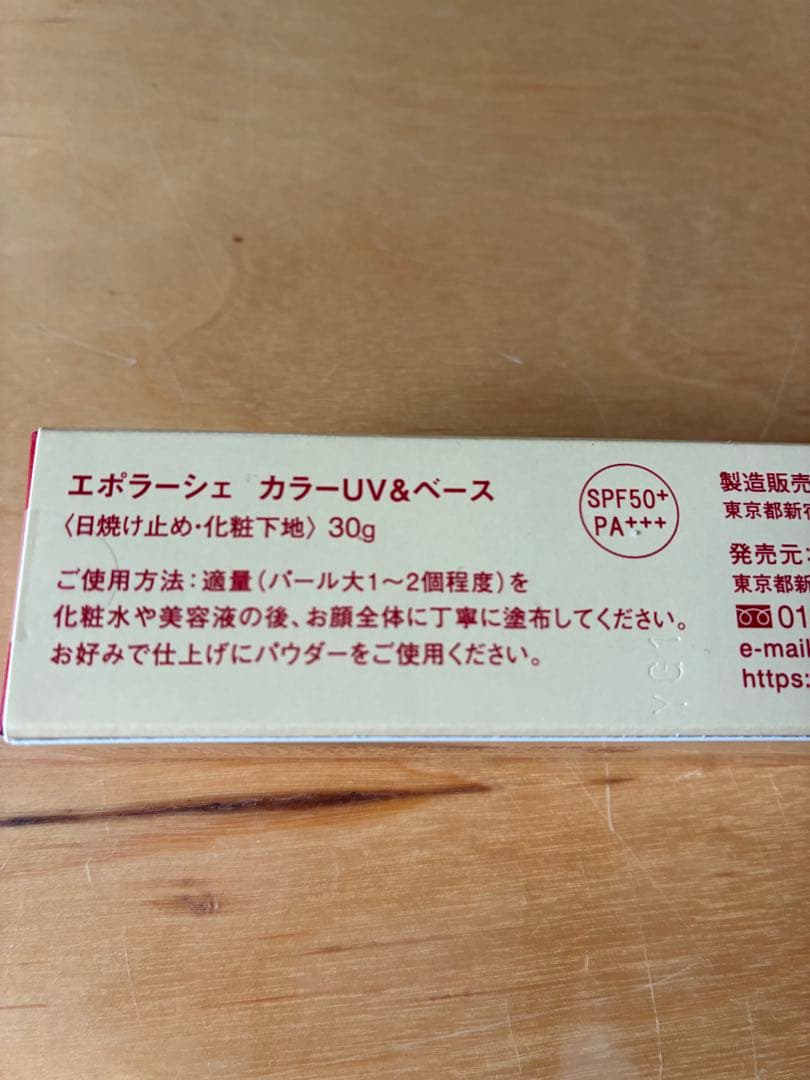 エポラーシェ カラーUV&ベース
〈日焼け止め・化粧下地〉 30g
SPF50+
PA+++
ご使用方法：適量（パール大1〜2個程度）を
化粧水や美容液の後、お顔全体に丁寧に塗布してください。
お好みで仕上げにパウダーをご使用ください。
YG1
製造販売
東京都新宿
発売元:
東京都新
01
e-mail
https: